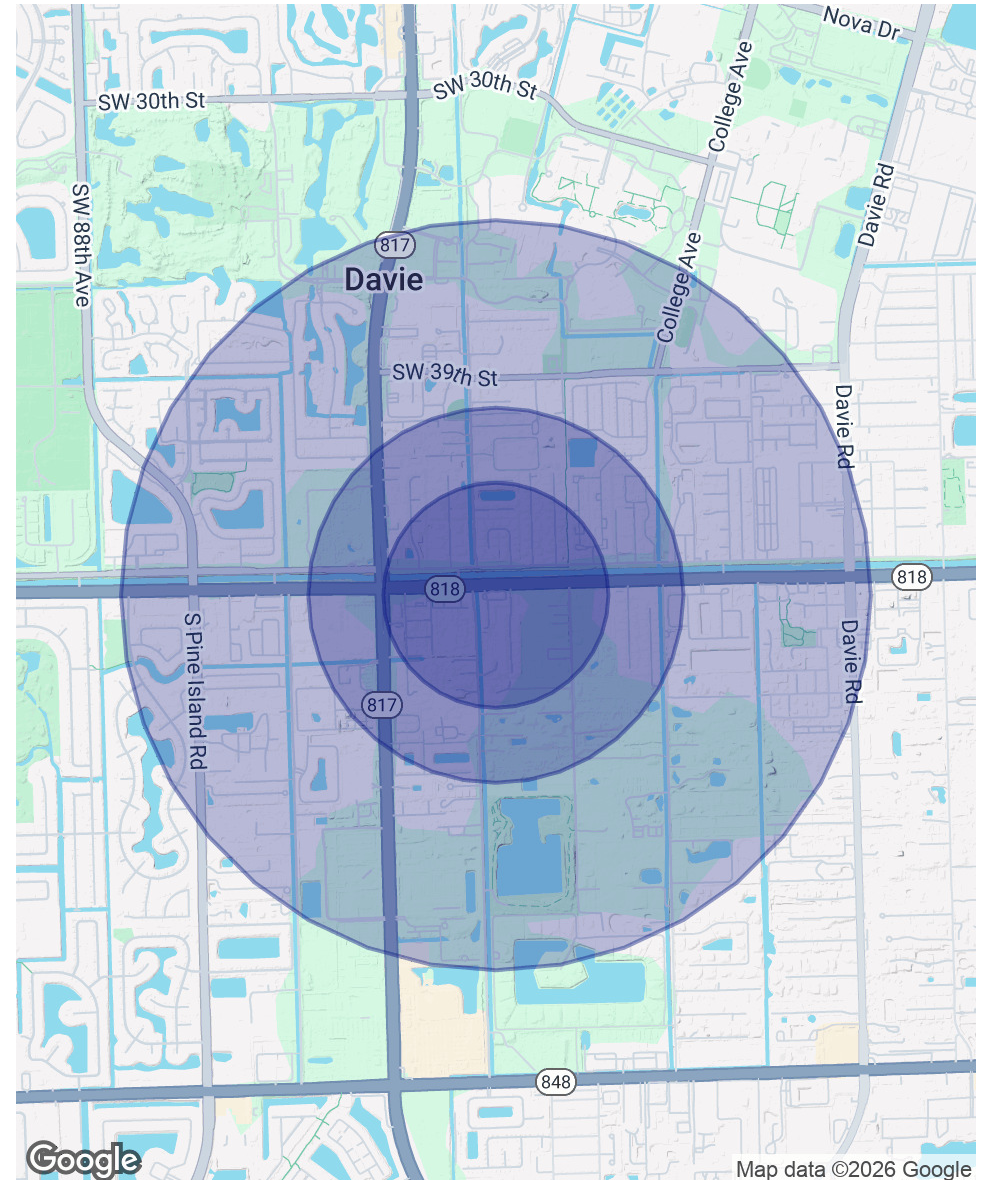 Nova Dr
SW 30th St
SW 30th St
College Ave
Davie Rd
SW 88th Ave
817
Davie
College Ave
SW 39th St
Davie Rd
818
818
S Pine Island Rd
Davie Rd
817
848
Google
Map data ©2026 Google